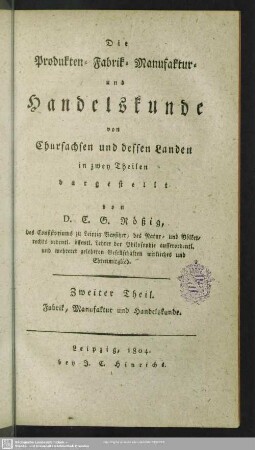 Die
Produkten- Fabrik- Manufaktur-
und
Handelskunde
von
Chursachsen und dessen Landen
in zwey Theilen
dargestellt
von
D. C. G. Rößig,
des Consistoriums zu Leipzig Beysitzer, des Natur- und Völker-
rechts ordentl. öffentl. Lehrer der Philosophie ausserordentl.
und mehrerer gelehrten Gesellschaften wirkliches und
Ehrenmitglied.
Zweiter Theil.
Fabrik, Manufaktur und Handelskunde.
Leipzig, 1804.
bey J. C. Hinrichs.